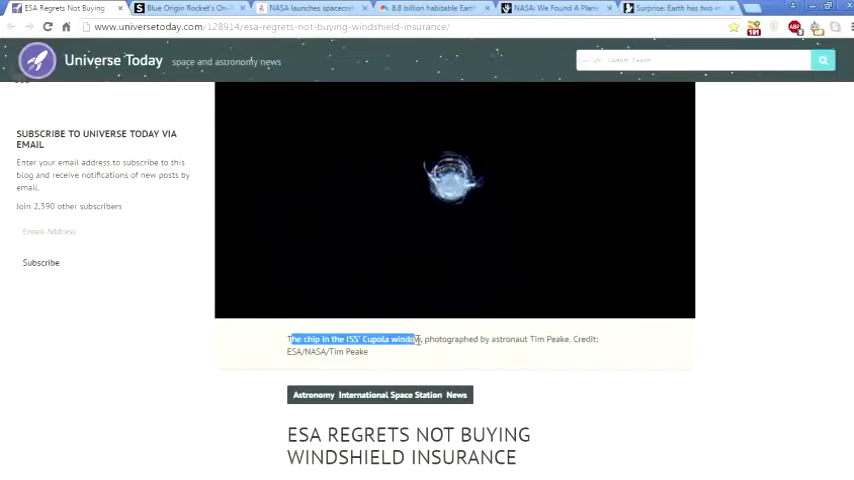 ESA Regrets Not Buying
Blue Origin Rocket's On-
NASA launches spacecr
8.8 billion habitable Eart
NASA: We Found A Plane
Surprise: Earth has two m
www.universetoday.com/128914/esa-regrets-not-buying-windshield-insurance/
Universe Today space and astronomy news
Custom Search
SUBSCRIBE TO UNIVERSE TODAY VIA
EMAIL
Enter your email address to subscribe to this
blog and receive notifications of new posts by
email.
Join 2,390 other subscribers
Email Address
Subscribe
The chip in the ISS' Cupola window, photographed by astronaut Tim Peake. Credit:
ESA/NASA/Tim Peake
Astronomy International Space Station News
ESA REGRETS NOT BUYING
WINDSHIELD INSURANCE